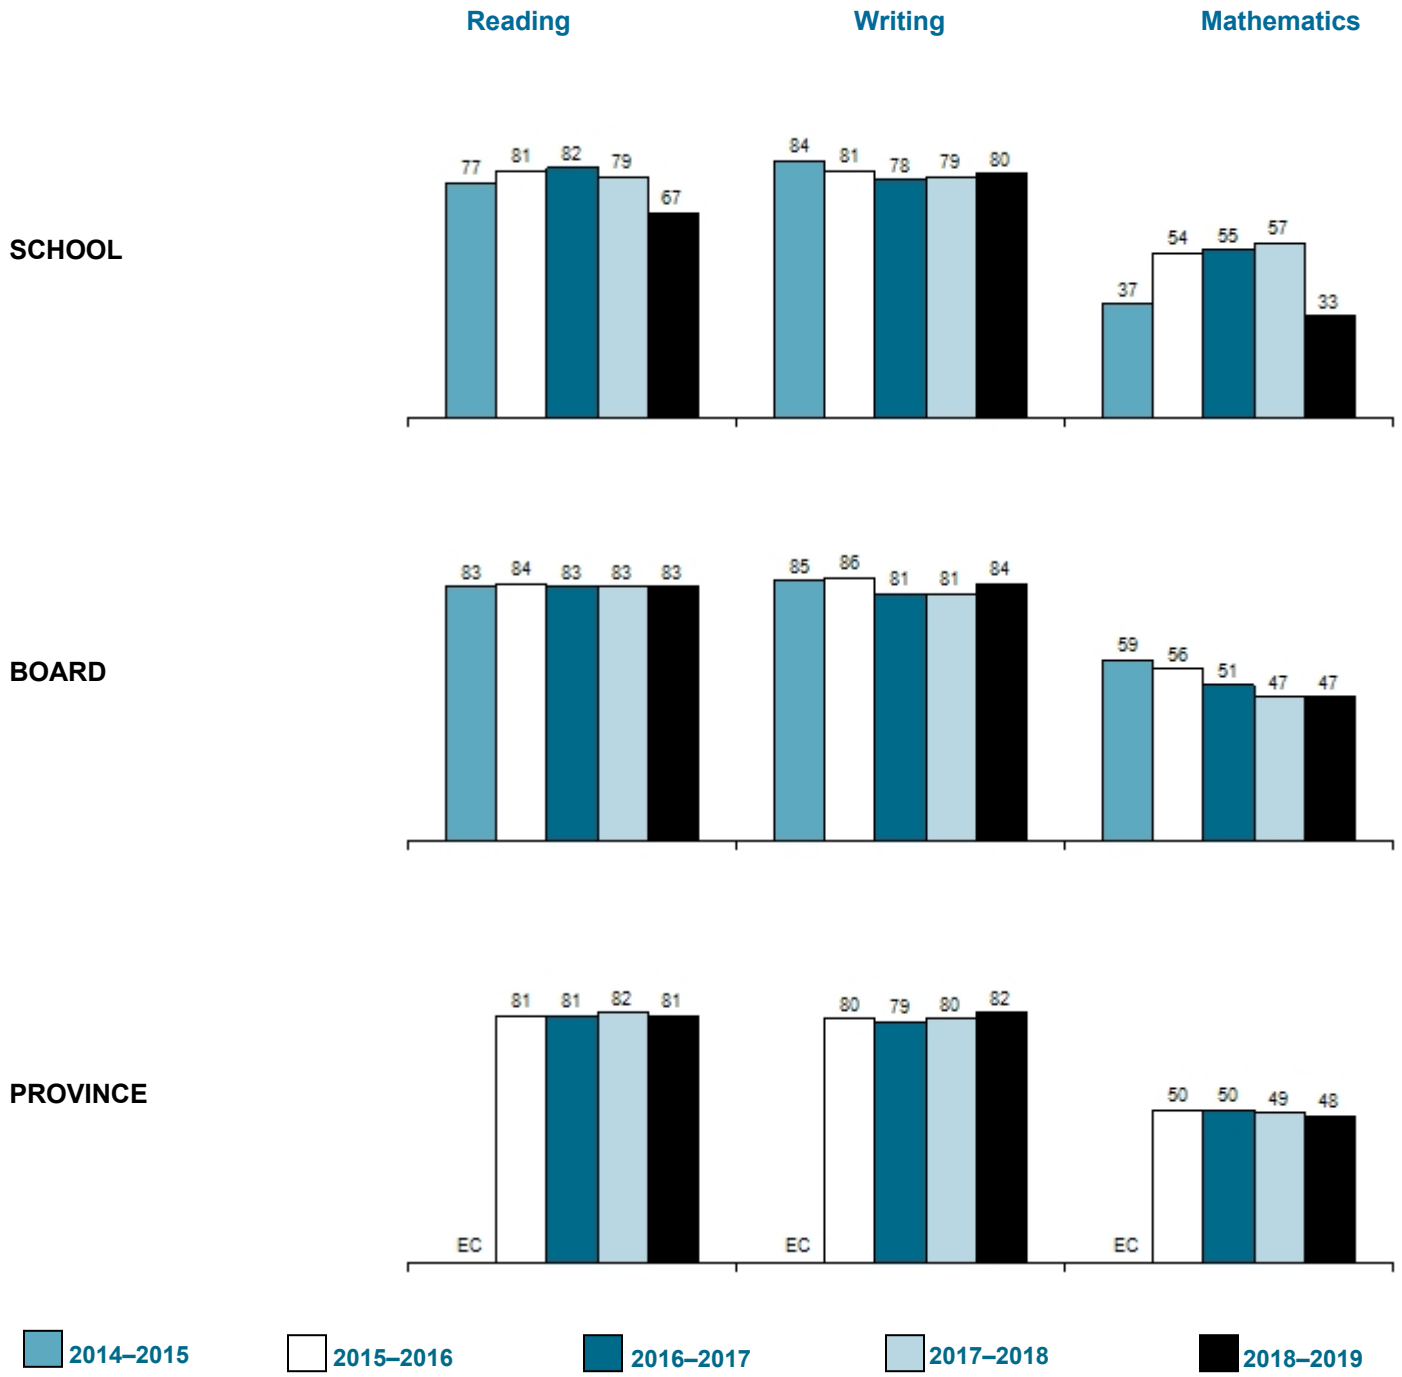 Reading Writing Mathematics
84
77 81 82 79 81 78 79 80
67
57
54 55
SCHOOL
37 33
83 84 83 83 83 85 86 81 81 84
59 56
51
BOARD
47 47
81 81 82 81 80 79 80 82
PROVINCE
50 50 49 48
EC EC EC
2014–2015 2015–2016 2016–2017 2017–2018 2018–2019